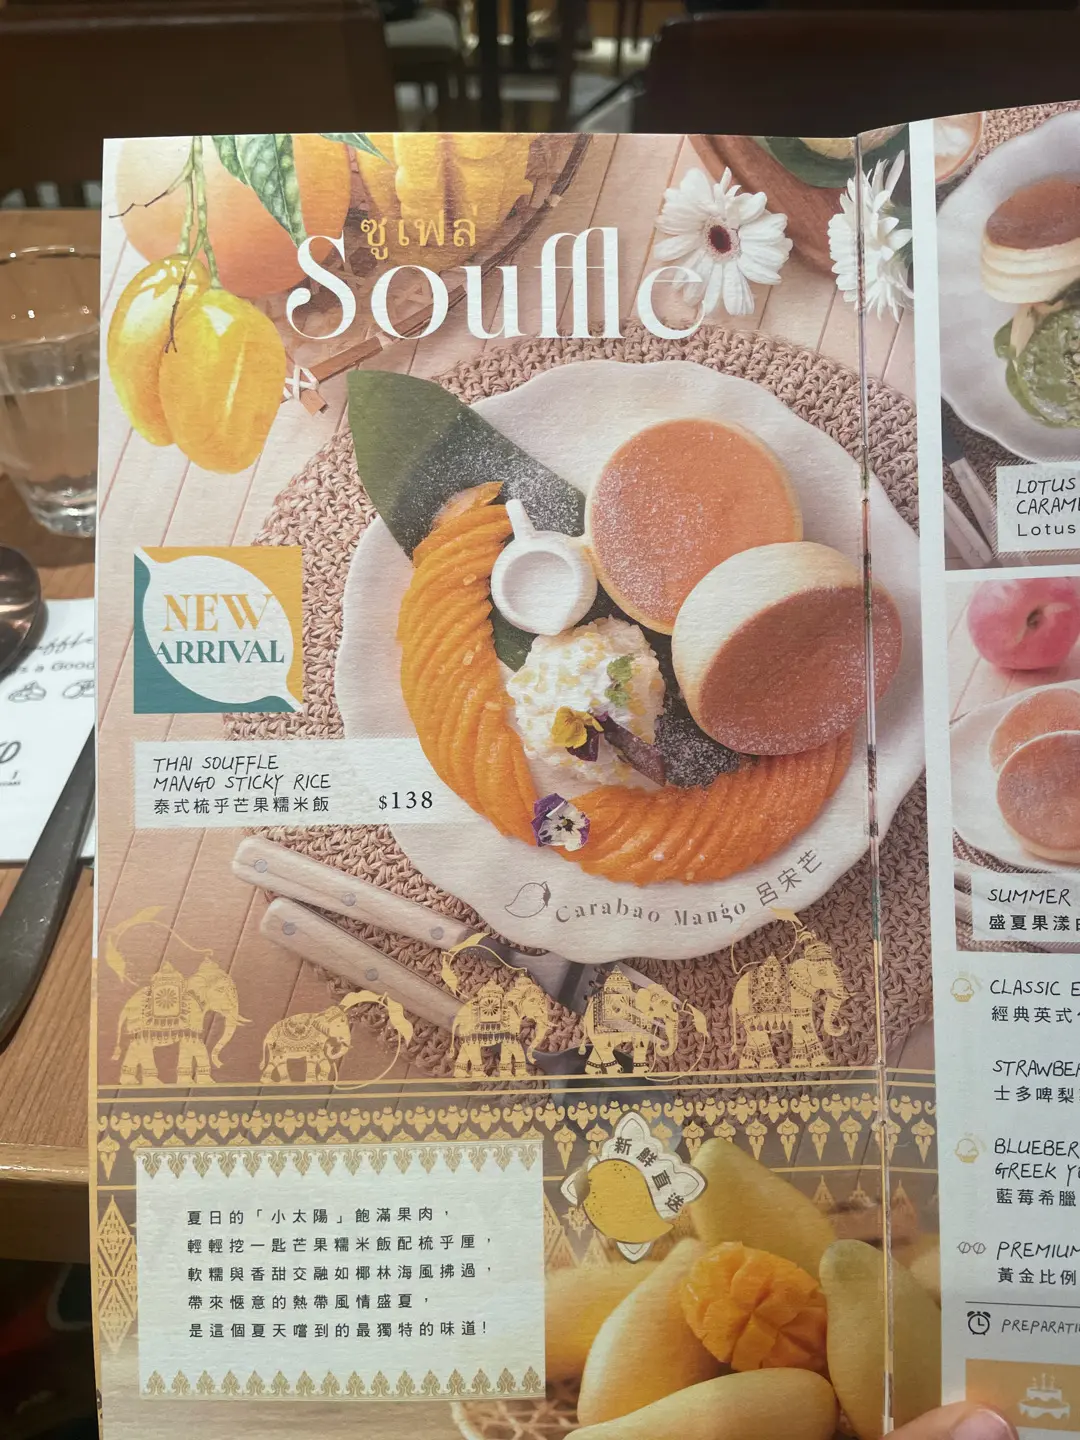 ซูเฟล่
Souffle
NEW
ARRIVAL
THAI SOUFFLE
MANGO STICKY RICE
泰式梳乎芒果糯米飯
$138
Carabao Mango 呂宋芒
新鮮直送
夏日的「小太陽」飽滿果肉，
輕輕挖一匙芒果糯米飯配梳乎厘，
軟糯與香甜交融如椰林海風拂過，
帶來愜意的熱帶風情盛夏，
是這個夏天嚐到的最獨特的味道！
LOTUS
Lotus
SUMMER
盛夏果漾
CLASSIC
經典英式
士多啤梨
GREEK
藍莓希臘
PREMIUM
黃金比例
a Good